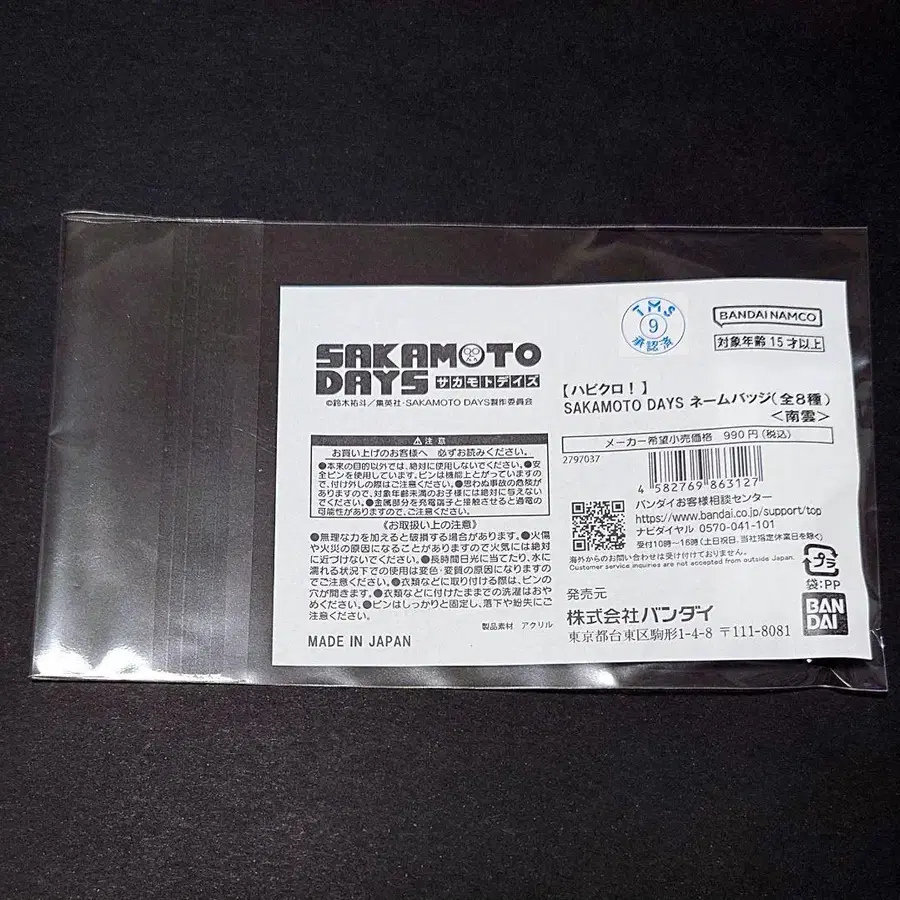 SAKAMOTO
DAYS サカモトデイズ
©鈴木祐斗/集英社・SAKAMOTO DAYS製作委員会
⚠注意
お買い上げのお客様へ 必ずお読みください。
●本来の目的以外では、絶対に使用しないでください。●安
全ピンを使用しています。ピンは機能上とがっていますの
で、付け外しの際はご注意ください。●思わぬ事故の危険が
ありますので、対象年齢未満のお子様には絶対に与えない
でください。●金属部分を充電端子と接触させると過電の
可能性がありますので、ご注意ください。
《お取扱い上の注意》
●無理な力を加えると破損する場合があります。●火傷
や火災の原因になることがありますので火気には絶対
に近づけないでください。●長時間日光に当てたり、水に
濡れる状況下での使用は変色・変質の原因になりますの
でご注意ください。●衣類などに取り付ける際は、ピンの
穴が開きます。●衣類などに付けたままでの洗濯はおや
めください。●ピンはしっかりと固定し、落下や紛失にご
注意ください。
製品素材 アクリル
MADE IN JAPAN
TMS
9
承認済
BANDAI NAMCO
対象年齢15才以上
【ハピクロ!】
SAKAMOTO DAYS ネームバッジ(全8種)
<南雲>
メーカー希望小売価格 990円(税込)
2797037
4 582769 863127
バンダイお客様相談センター
https://www.bandai.co.jp/support/top
ナビダイヤル 0570-041-101
受付10時~16時(土日祝日、当社指定休業日を除く)
海外からのお問い合わせは受け付けておりません。
Customer service inquiries are not accepted from outside Japan.
プラ
袋:PP
発売元
株式会社バンダイ
東京都台東区駒形1-4-8 〒111-8081
BAN
DAI